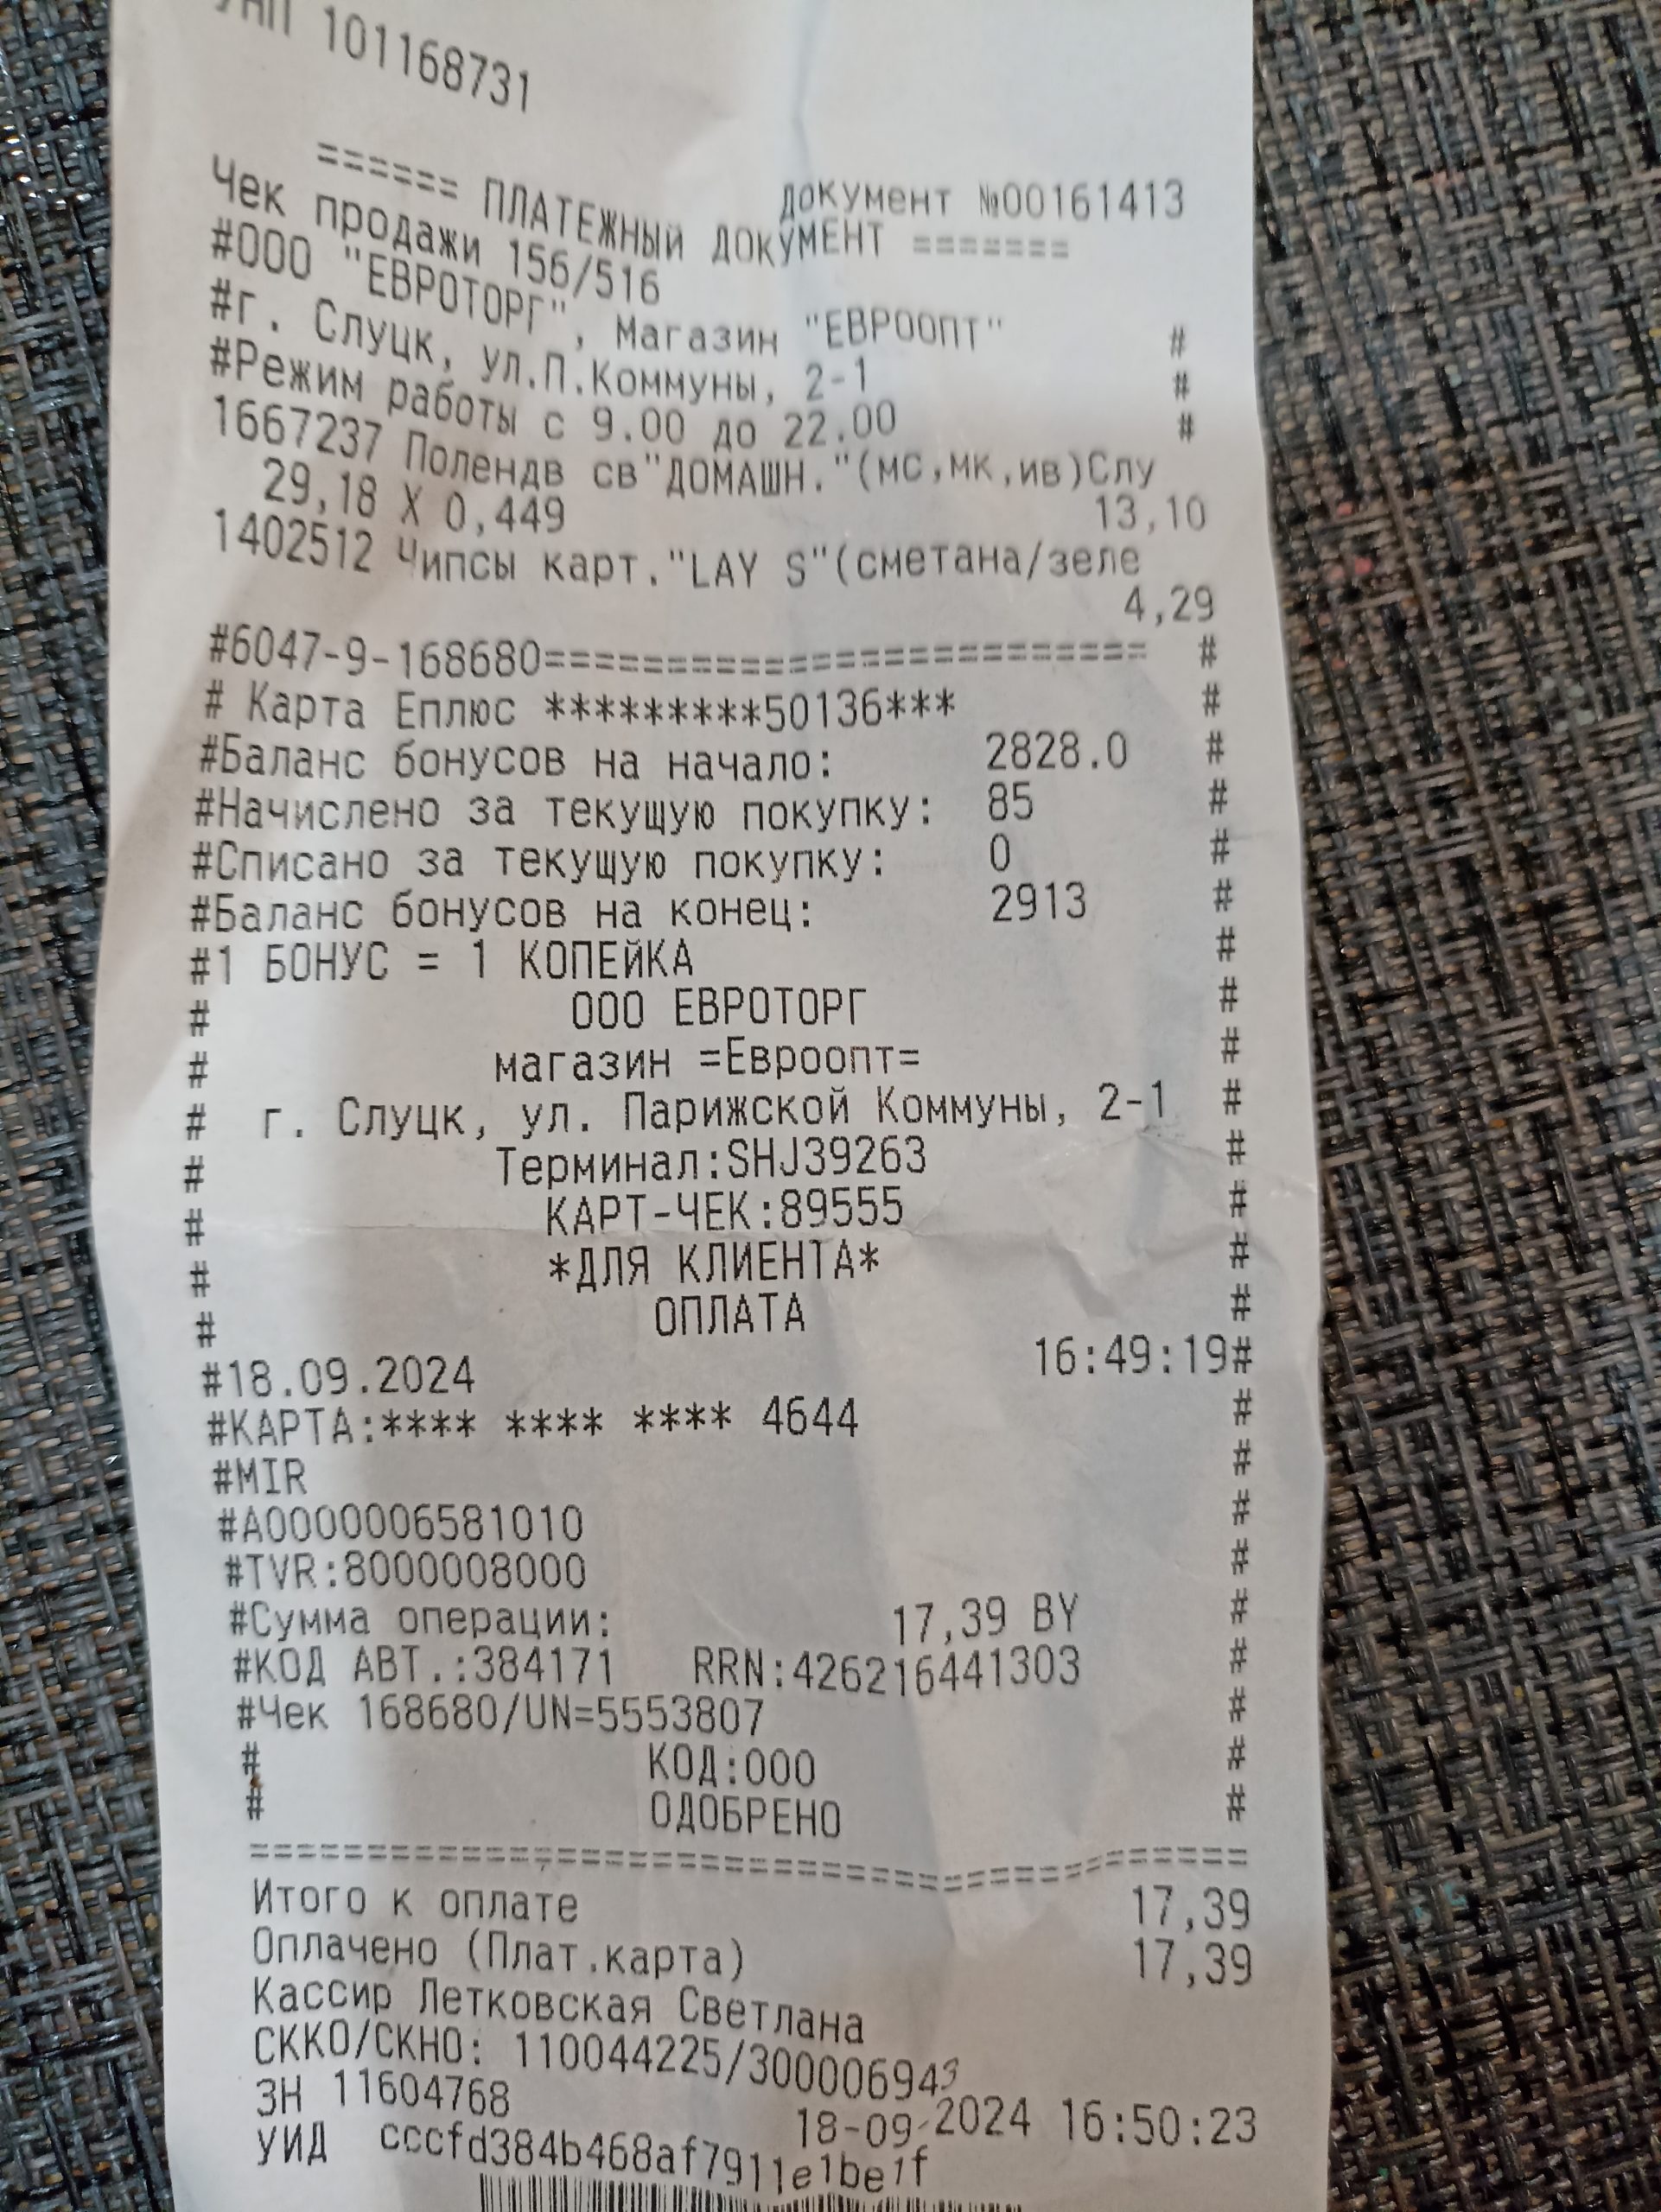 УНП 101168731
документ №00161413
====== ПЛАТЕЖНЫЙ ДОКУМЕНТ =======
Чек продажи 156/516
#ООО "ЕВРОТОРГ", Магазин "ЕВРООПТ" #
#г. Слуцк, ул.П.Коммуны, 2-1 #
#Режим работы с 9.00 до 22.00 #
1667237 Полендв св"ДОМАШН."(мс,мк,ив)Слу
29,18 X 0,449 13,10
1402512 Чипсы карт."LAY S"(сметана/зеле
4,29
#6047-9-168680========================= #
# Карта Еплюс *********50136*** #
#Баланс бонусов на начало: 2828.0 #
#Начислено за текущую покупку: 85 #
#Списано за текущую покупку: 0 #
#Баланс бонусов на конец: 2913 #
#1 БОНУС = 1 КОПЕЙКА #
# ООО ЕВРОТОРГ #
# магазин =Евроопт= #
# г. Слуцк, ул. Парижской Коммуны, 2-1 #
# Терминал:SHJ39263 #
# КАРТ-ЧЕК:89555 #
# *ДЛЯ КЛИЕНТА* #
# ОПЛАТА #
#18.09.2024 16:49:19#
#КАРТА:**** **** **** 4644 #
#MIR #
#A0000006581010 #
#TVR:8000008000 #
#Сумма операции: 17,39 BY #
#КОД АВТ.:384171 RRN:426216441303 #
#Чек 168680/UN=5553807 #
# КОД:000 #
# ОДОБРЕНО #
==========================================
Итого к оплате 17,39
Оплачено (Плат.карта) 17,39
Кассир Летковская Светлана
СККО/СКНО: 110044225/300006949
ЗН 11604768 18-09-2024 16:50:23
УИД cccfd384b468af7911e1be1f